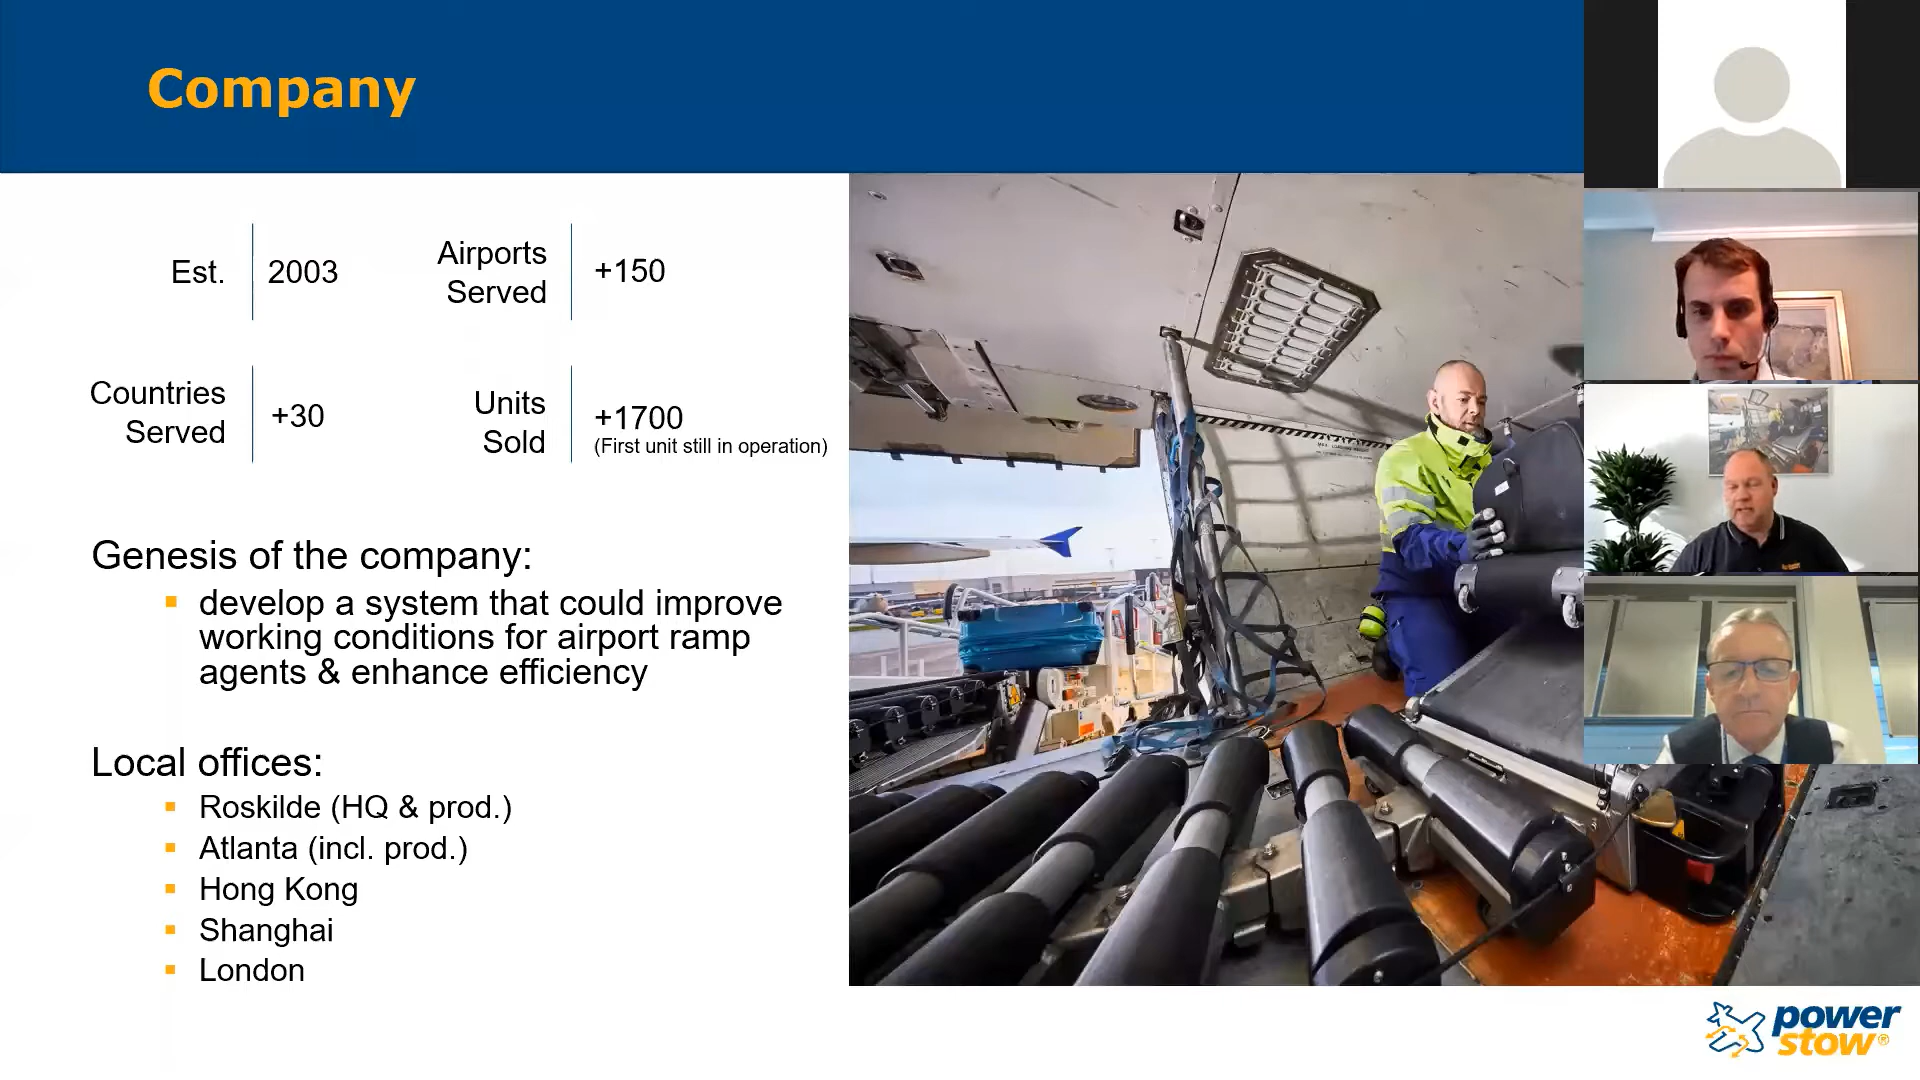 Company
Est.
2003
Airports
Served
+150
Countries
Served
+30
Units
Sold
+1700
(First unit still in operation)
Genesis of the company:
▪ develop a system that could improve
working conditions for airport ramp
agents & enhance efficiency
Local offices:
▪ Roskilde (HQ & prod.)
▪ Atlanta (incl. prod.)
▪ Hong Kong
▪ Shanghai
▪ London
power
stow®